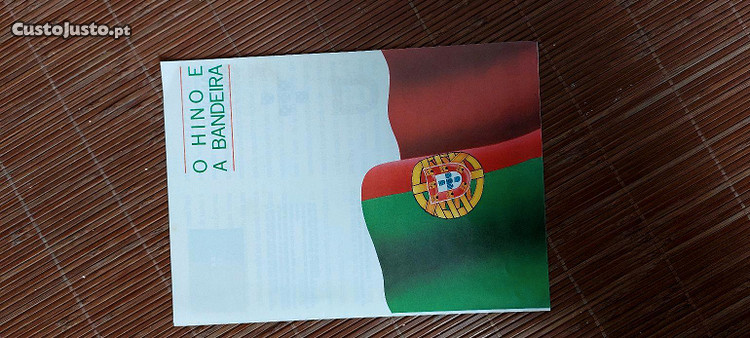 CustoJusto.pt
O HINO E
A BANDEIRA